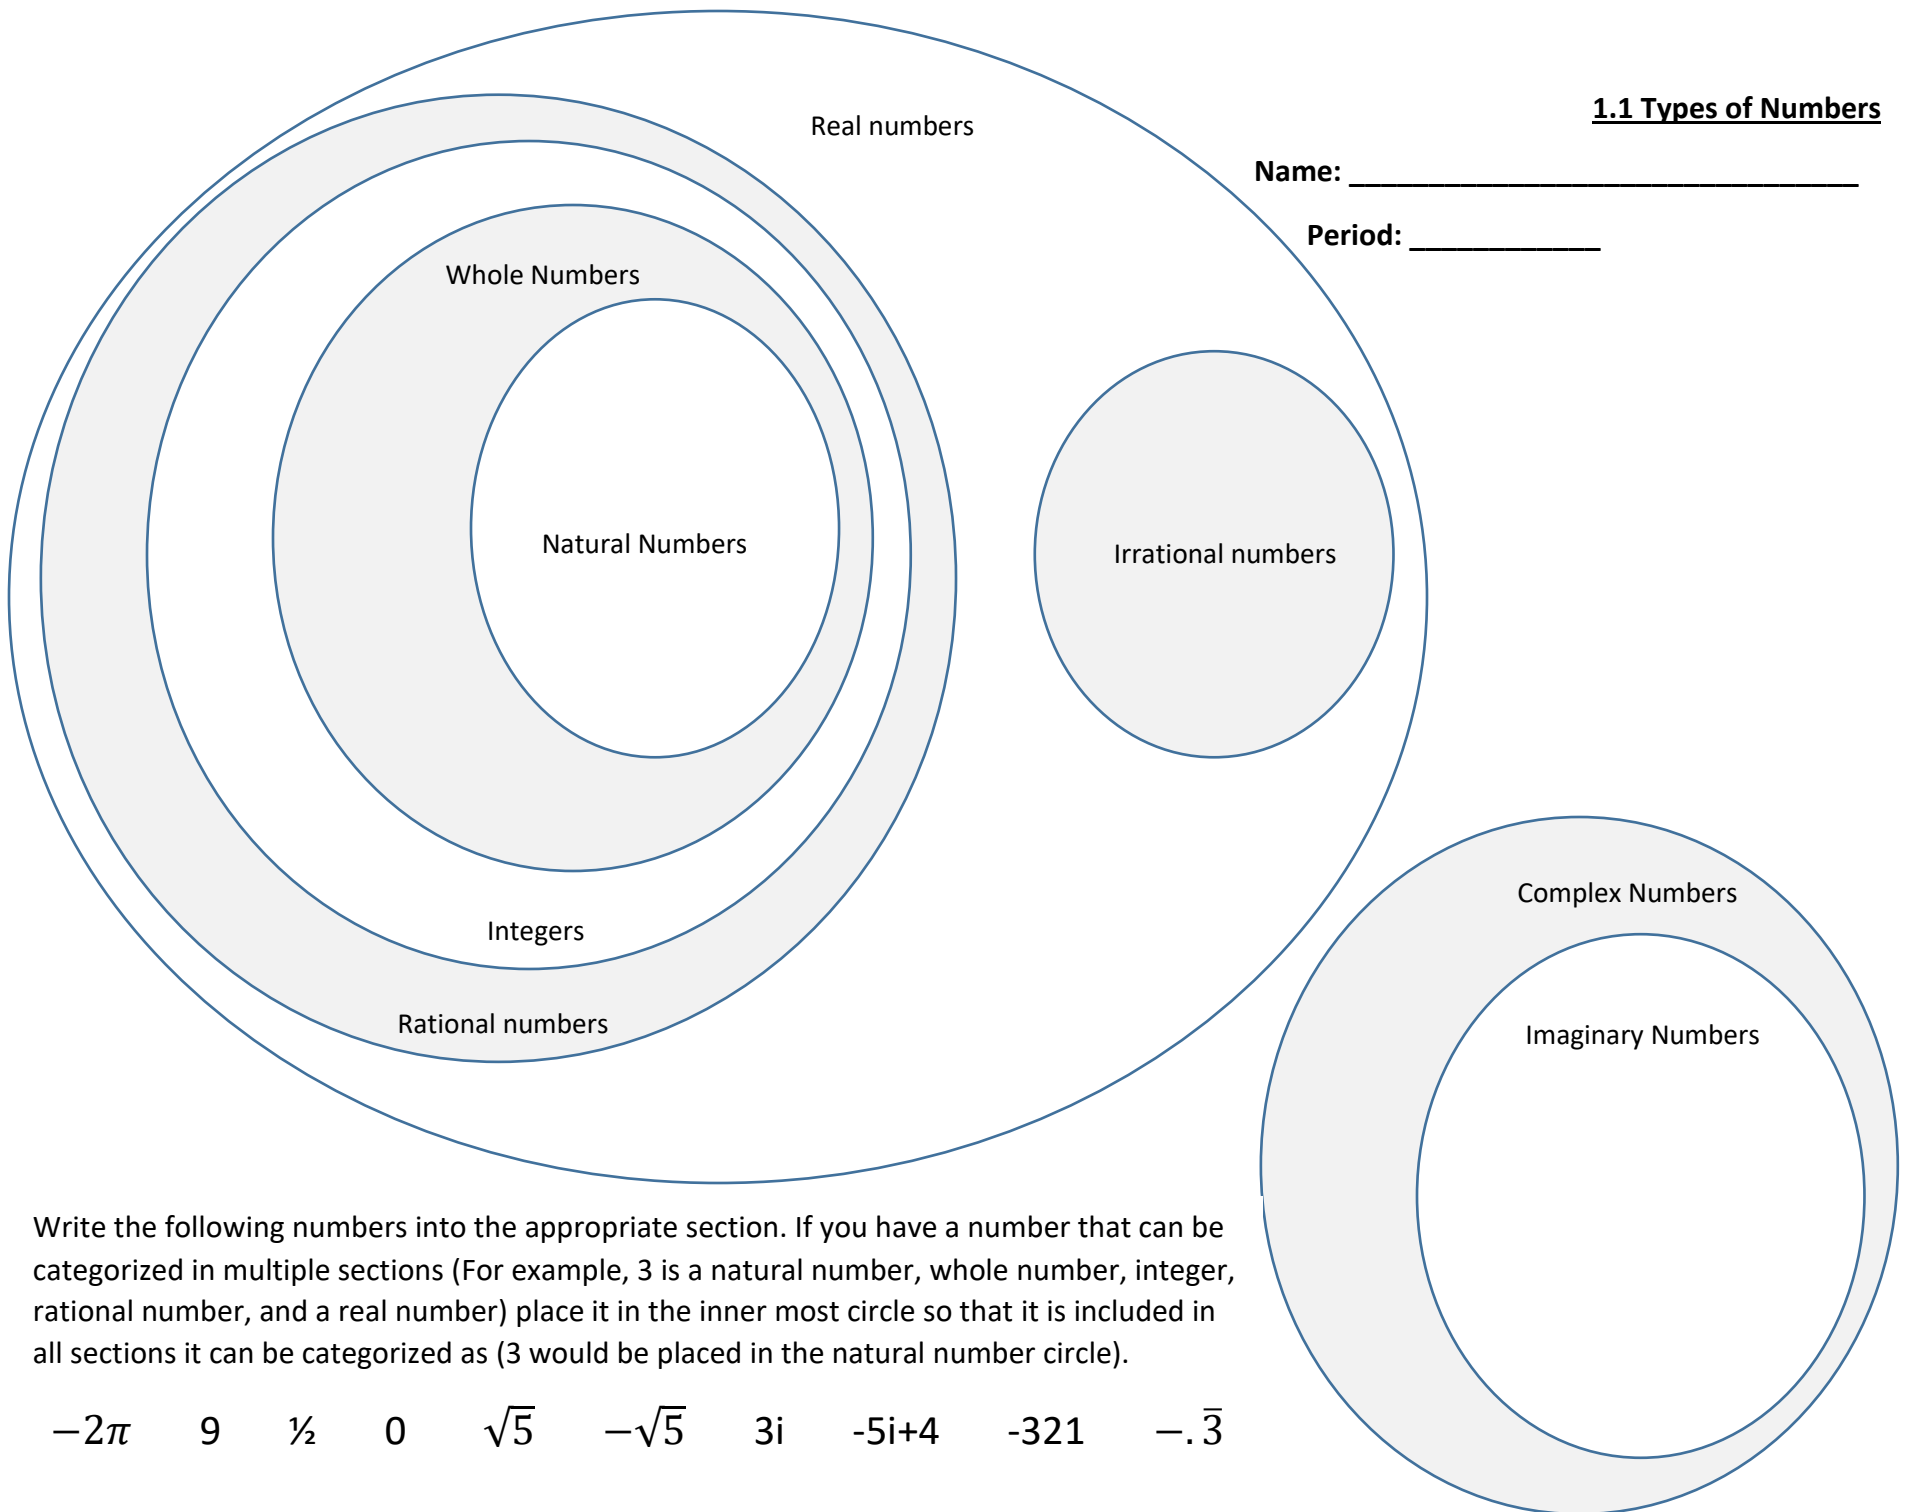 1.1 Types of Numbers
Real numbers
Name: ________________________________
Period: ____________
Whole Numbers
Natural Numbers
Irrational numbers
Complex Numbers
Integers
Rational numbers
Imaginary Numbers
Write the following numbers into the appropriate section. If you have a number that can be
categorized in multiple sections (For example, 3 is a natural number, whole number, integer,
rational number, and a real number) place it in the inner most circle so that it is included in
all sections it can be categorized as (3 would be placed in the natural number circle).
−2π 9 ½ 0 √5 −√5 3i -5i+4 -321 −.3̅